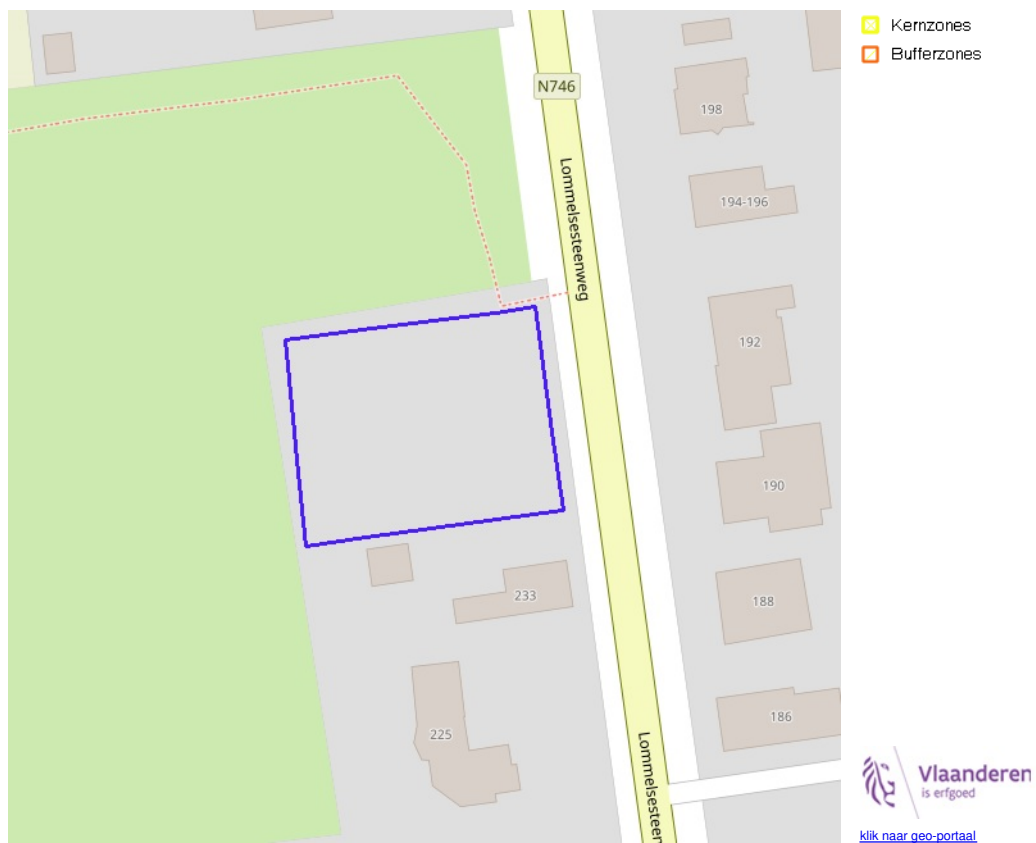 Kernzones
Bufferzones
N746
198
Lommelsesteenweg
194-196
192
190
233
188
225
186
Lommelsesteen
Vlaanderen
is erfgoed
klik naar geo-portaal